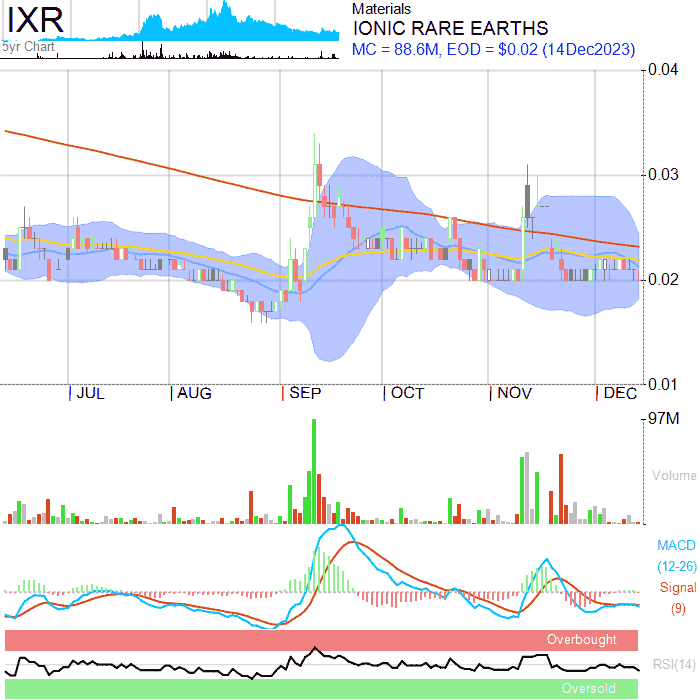 IXR
5yr Chart
Materials
IONIC RARE EARTHS
MC = 88.6M, EOD = $0.02 (14Dec2023)
0.04
0.03
0.02
0.01
JUL AUG SEP OCT NOV DEC
97M
Volume
MACD
(12-26)
Signal
(9)
Overbought
RSI(14)
Oversold